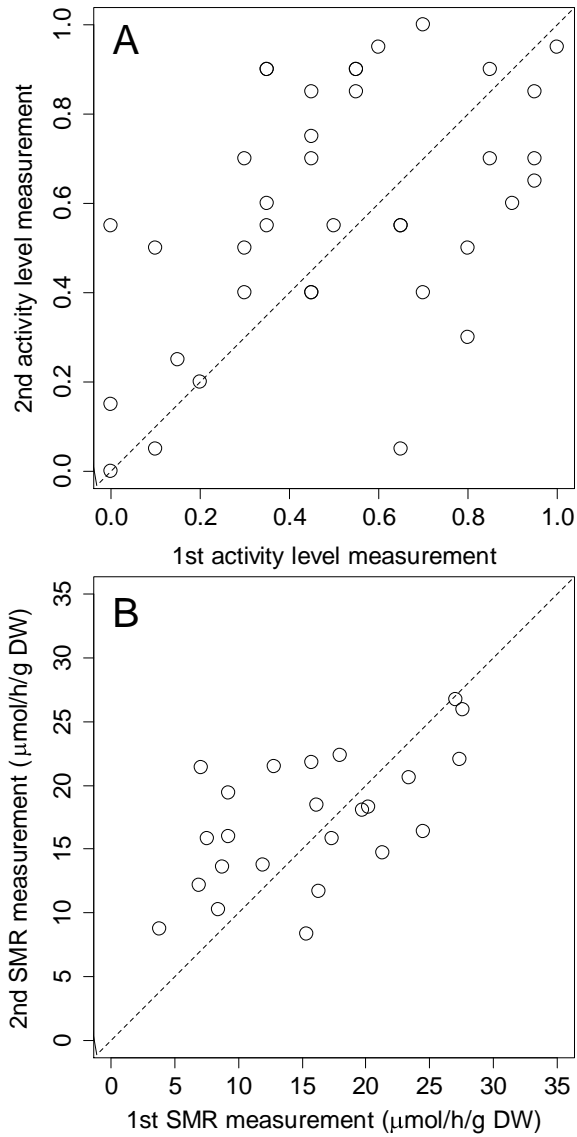 A
2nd activity level measurement
0.0 0.2 0.4 0.6 0.8 1.0
0.0 0.2 0.4 0.6 0.8 1.0
1st activity level measurement
B
2nd SMR measurement (μmol/h/g DW)
0 5 10 15 20 25 30 35
0 5 10 15 20 25 30 35
1st SMR measurement (μmol/h/g DW)